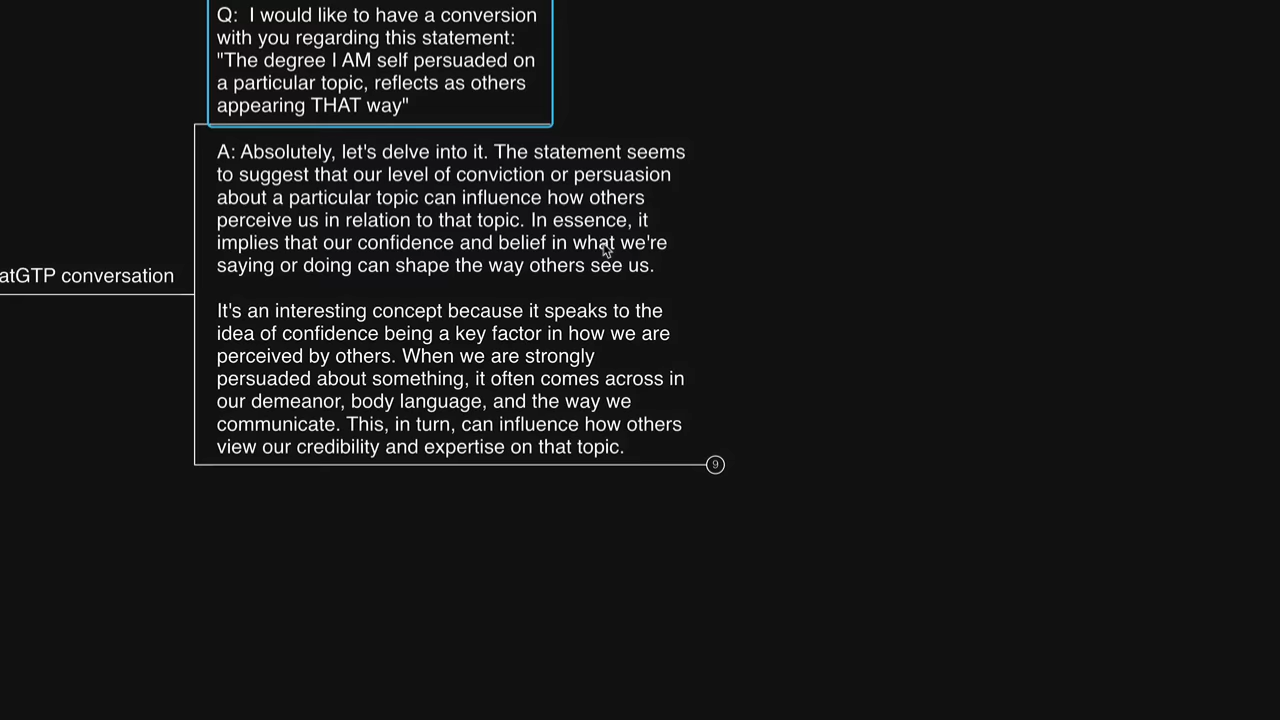 Q:  I would like to have a conversion
with you regarding this statement:
"The degree I AM self persuaded on
a particular topic, reflects as others
appearing THAT way"
A: Absolutely, let's delve into it. The statement seems
to suggest that our level of conviction or persuasion
about a particular topic can influence how others
perceive us in relation to that topic. In essence, it
implies that our confidence and belief in what we're
saying or doing can shape the way others see us.
atGTP conversation
It's an interesting concept because it speaks to the
idea of confidence being a key factor in how we are
perceived by others. When we are strongly
persuaded about something, it often comes across in
our demeanor, body language, and the way we
communicate. This, in turn, can influence how others
view our credibility and expertise on that topic.
9